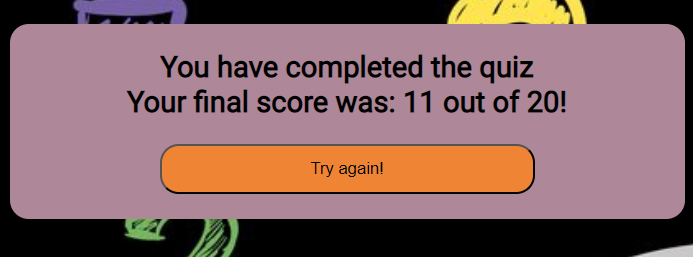 You have completed the quiz
Your final score was: 11 out of 20!
Try again!